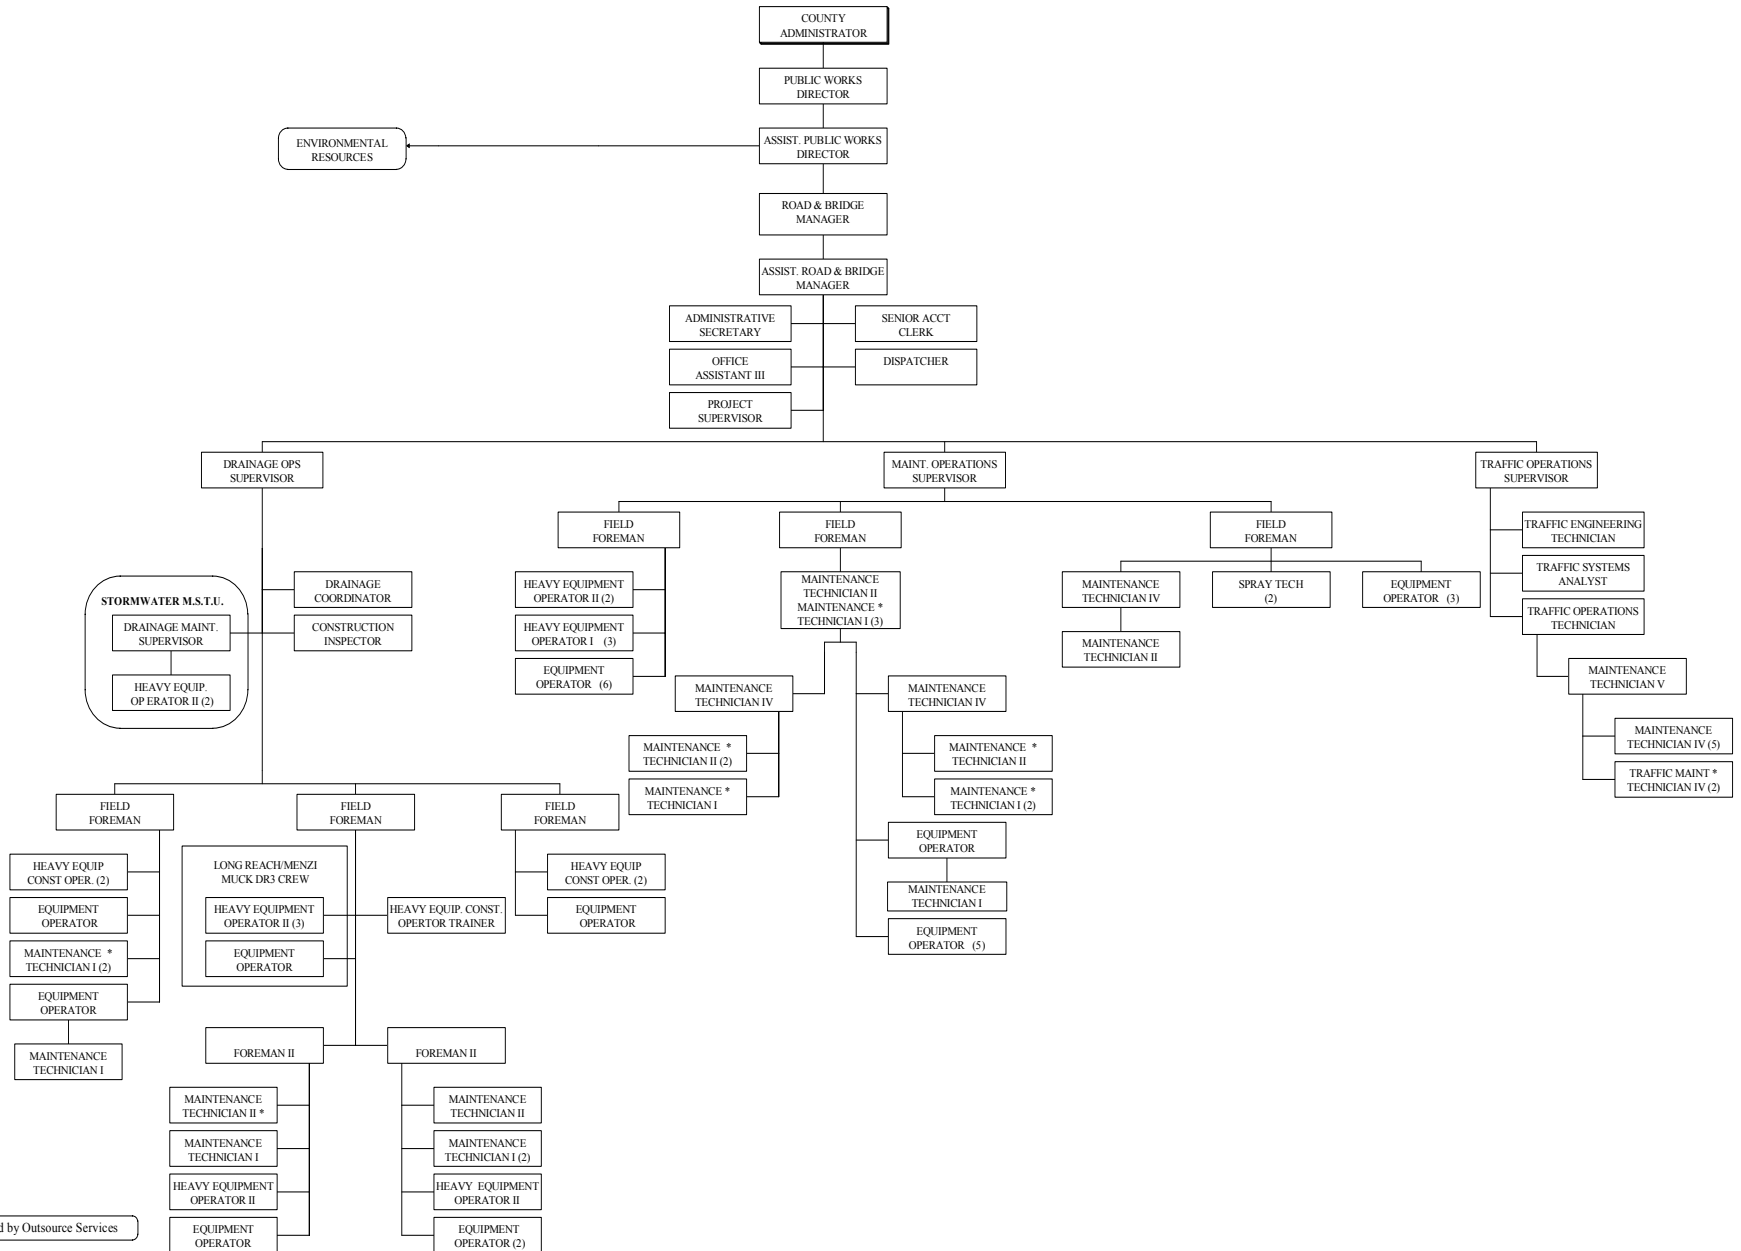 COUNTY
ADMINISTRATOR
PUBLIC WORKS
DIRECTOR
ENVIRONMENTAL
RESOURCES
ASSIST. PUBLIC WORKS
DIRECTOR
ROAD & BRIDGE
MANAGER
ASSIST. ROAD & BRIDGE
MANAGER
ADMINISTRATIVE
SECRETARY
SENIOR ACCT
CLERK
OFFICE
ASSISTANT III
DISPATCHER
PROJECT
SUPERVISOR
DRAINAGE OPS
SUPERVISOR
MAINT. OPERATIONS
SUPERVISOR
TRAFFIC OPERATIONS
SUPERVISOR
DRAINAGE
COORDINATOR
STORMWATER M.S.T.U.
DRAINAGE MAINT.
SUPERVISOR
CONSTRUCTION
INSPECTOR
HEAVY EQUIP.
OP ERATOR II (2)
FIELD
FOREMAN
HEAVY EQUIPMENT
OPERATOR II (2)
HEAVY EQUIPMENT
OPERATOR I (3)
EQUIPMENT
OPERATOR (6)
FIELD
FOREMAN
MAINTENANCE
TECHNICIAN II
MAINTENANCE *
TECHNICIAN I (3)
MAINTENANCE
TECHNICIAN IV
MAINTENANCE *
TECHNICIAN II (2)
MAINTENANCE *
TECHNICIAN I
MAINTENANCE
TECHNICIAN IV
MAINTENANCE *
TECHNICIAN II
MAINTENANCE *
TECHNICIAN I (2)
EQUIPMENT
OPERATOR
MAINTENANCE
TECHNICIAN I
EQUIPMENT
OPERATOR (5)
FIELD
FOREMAN
MAINTENANCE
TECHNICIAN IV
MAINTENANCE
TECHNICIAN II
SPRAY TECH
(2)
EQUIPMENT
OPERATOR (3)
TRAFFIC ENGINEERING
TECHNICIAN
TRAFFIC SYSTEMS
ANALYST
TRAFFIC OPERATIONS
TECHNICIAN
MAINTENANCE
TECHNICIAN V
MAINTENANCE
TECHNICIAN IV (5)
TRAFFIC MAINT *
TECHNICIAN IV (2)
FIELD
FOREMAN
HEAVY EQUIP
CONST OPER. (2)
EQUIPMENT
OPERATOR
MAINTENANCE *
TECHNICIAN I (2)
EQUIPMENT
OPERATOR
MAINTENANCE
TECHNICIAN I
FIELD
FOREMAN
LONG REACH/MENZI
MUCK DR3 CREW
HEAVY EQUIPMENT
OPERATOR II (3)
EQUIPMENT
OPERATOR
HEAVY EQUIP. CONST.
OPERTOR TRAINER
FIELD
FOREMAN
HEAVY EQUIP
CONST OPER. (2)
EQUIPMENT
OPERATOR
FOREMAN II
MAINTENANCE
TECHNICIAN II *
MAINTENANCE
TECHNICIAN I
HEAVY EQUIPMENT
OPERATOR II
EQUIPMENT
OPERATOR
FOREMAN II
MAINTENANCE
TECHNICIAN II
MAINTENANCE
TECHNICIAN I (2)
HEAVY EQUIPMENT
OPERATOR II
EQUIPMENT
OPERATOR (2)
by Outsource Services